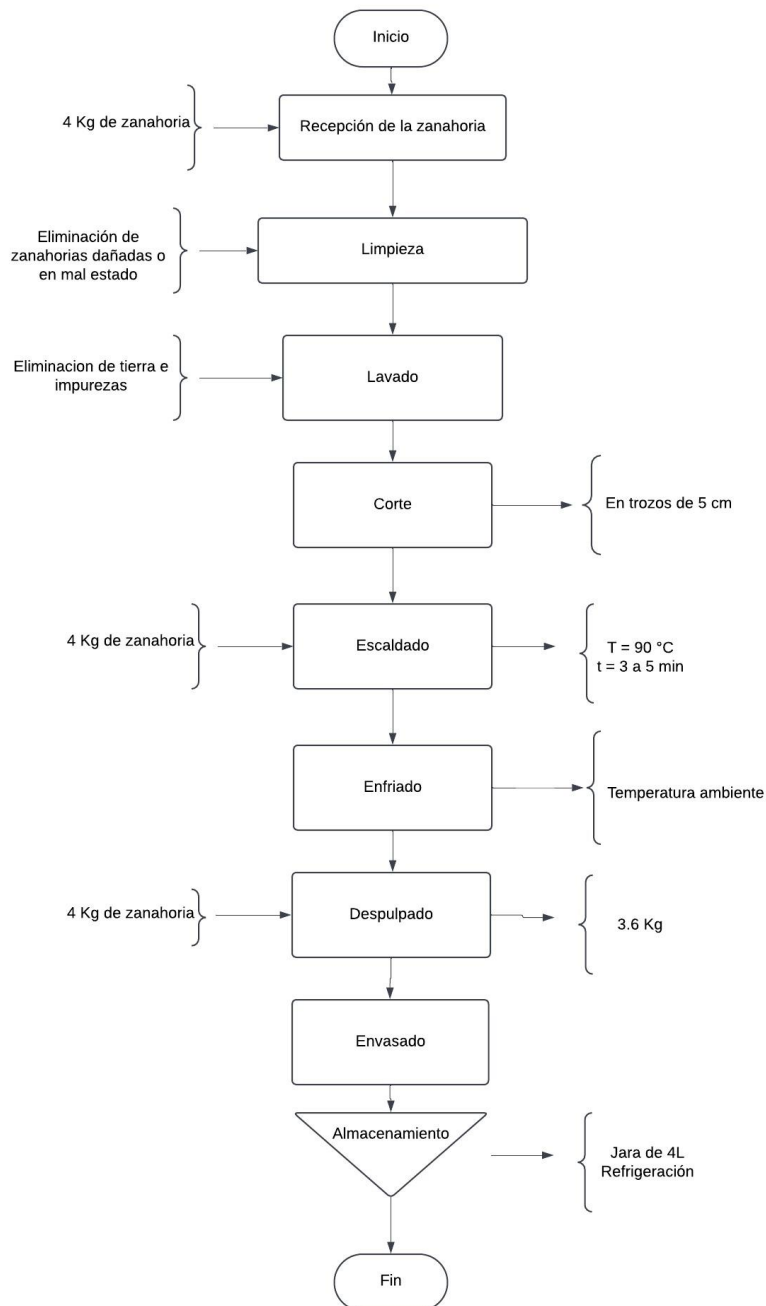 Inicio
4 Kg de zanahoria
Recepción de la zanahoria
Eliminación de
zanahorias dañadas o
en mal estado
Limpieza
Eliminacion de tierra e
impurezas
Lavado
Corte
En trozos de 5 cm
4 Kg de zanahoria
Escaldado
T = 90 °C
t = 3 a 5 min
Enfriado
Temperatura ambiente
4 Kg de zanahoria
Despulpado
3.6 Kg
Envasado
Almacenamiento
Jara de 4L
Refrigeración
Fin